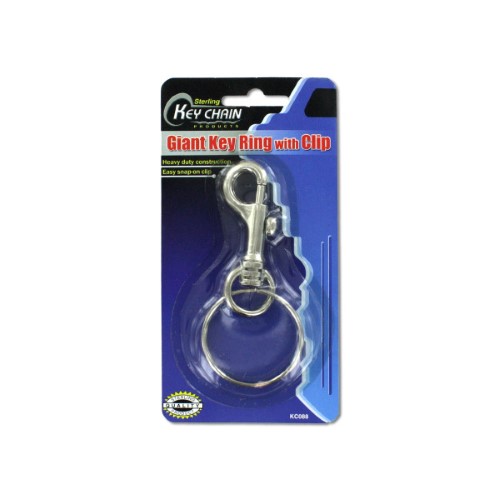 Sterling
KEY CHAIN
PRODUCTS
Giant Key Ring with Clip
Heavy duty construction
Easy snap-on clip
QUALITY
KC088